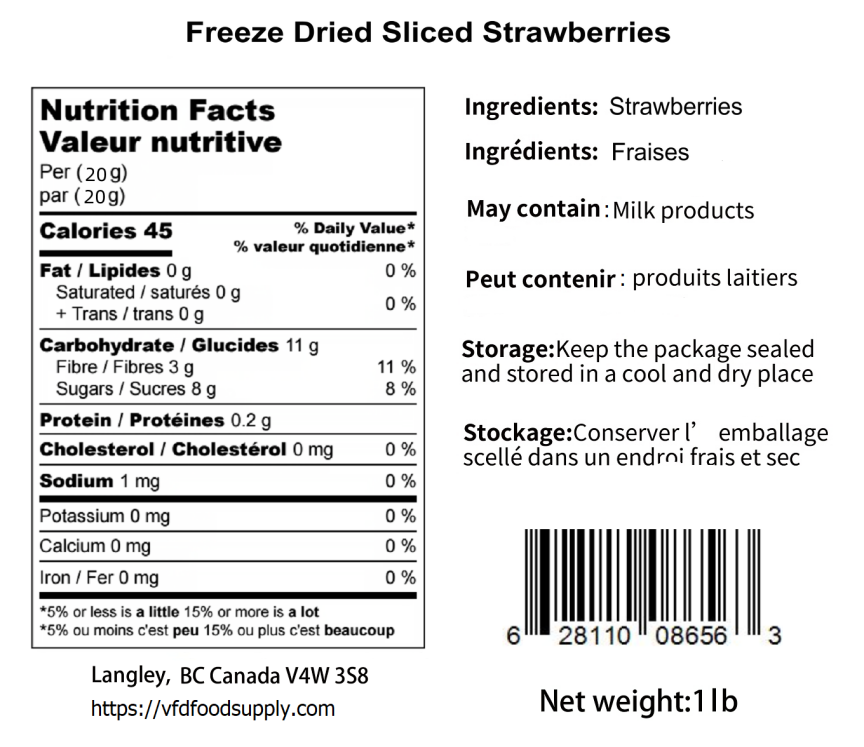 Freeze Dried Sliced Strawberries
Nutrition Facts
Valeur nutritive
Per (20g)
par (20g)
Calories 45
% Daily Value*
% valeur quotidienne*
Fat / Lipides 0 g 0 %
Saturated / saturés 0 g
+ Trans / trans 0 g
0 %
Carbohydrate / Glucides 11 g
Fibre / Fibres 3 g 11 %
Sugars / Sucres 8 g 8 %
Protein / Protéines 0.2 g
Cholesterol / Cholestérol 0 mg 0 %
Sodium 1 mg 0 %
Potassium 0 mg 0 %
Calcium 0 mg 0 %
Iron / Fer 0 mg 0 %
*5% or less is a little 15% or more is a lot
*5% ou moins c'est peu 15% ou plus c'est beaucoup
Langley, BC Canada V4W 3S8
https://vfdfoodsupply.com
Ingredients: Strawberries
Ingrédients: Fraises
May contain: Milk products
Peut contenir: produits laitiers
Storage:Keep the package sealed
and stored in a cool and dry place
Stockage:Conserver l’ emballage
scellé dans un endroi frais et sec
6 28110 08656 3
Net weight:1lb